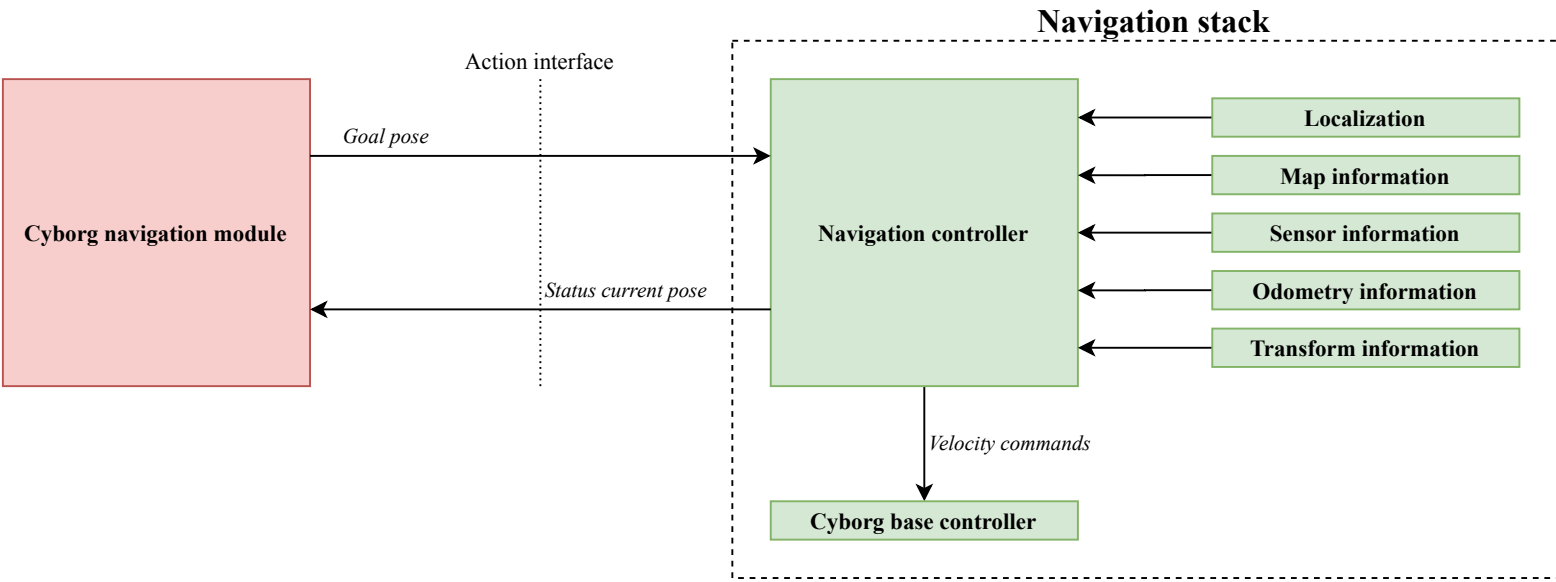 Navigation stack
Action interface
Goal pose
Cyborg navigation module
Status current pose
Navigation controller
Localization
Map information
Sensor information
Odometry information
Transform information
Velocity commands
Cyborg base controller